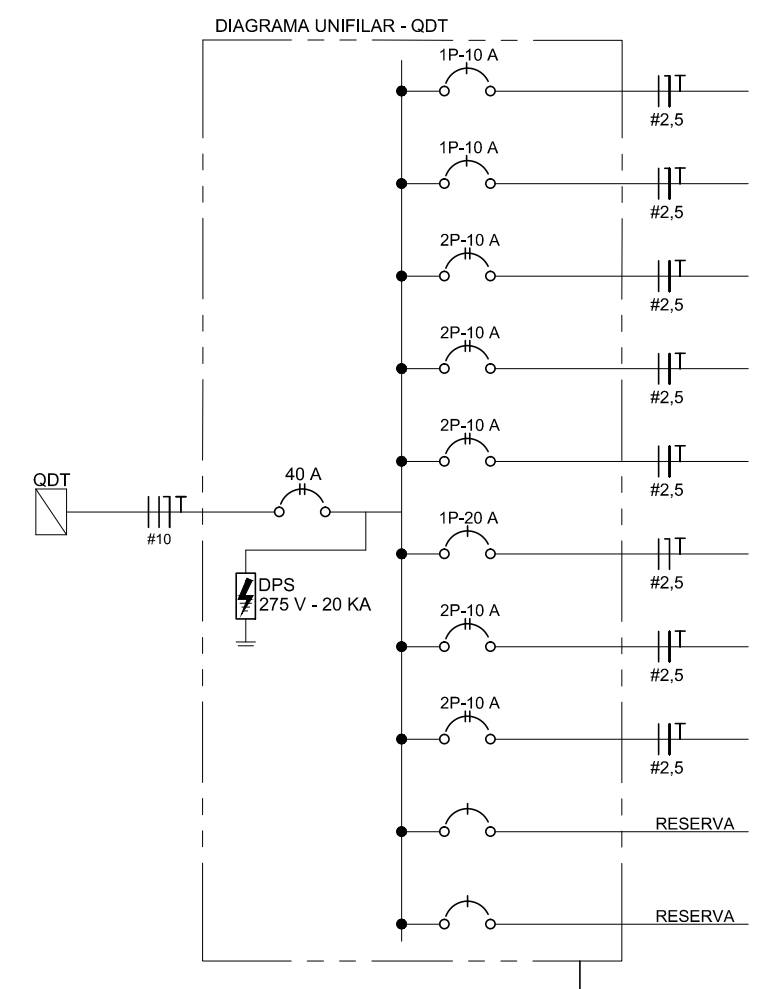 DIAGRAMA UNIFILAR - QDT
1P-10 A
T
#2,5
1P-10 A
T
#2,5
2P-10 A
T
#2,5
2P-10 A
T
#2,5
2P-10 A
T
#2,5
QDT
T
#10
40 A
DPS
275 V - 20 KA
1P-20 A
T
#2,5
2P-10 A
T
#2,5
2P-10 A
T
#2,5
RESERVA
RESERVA